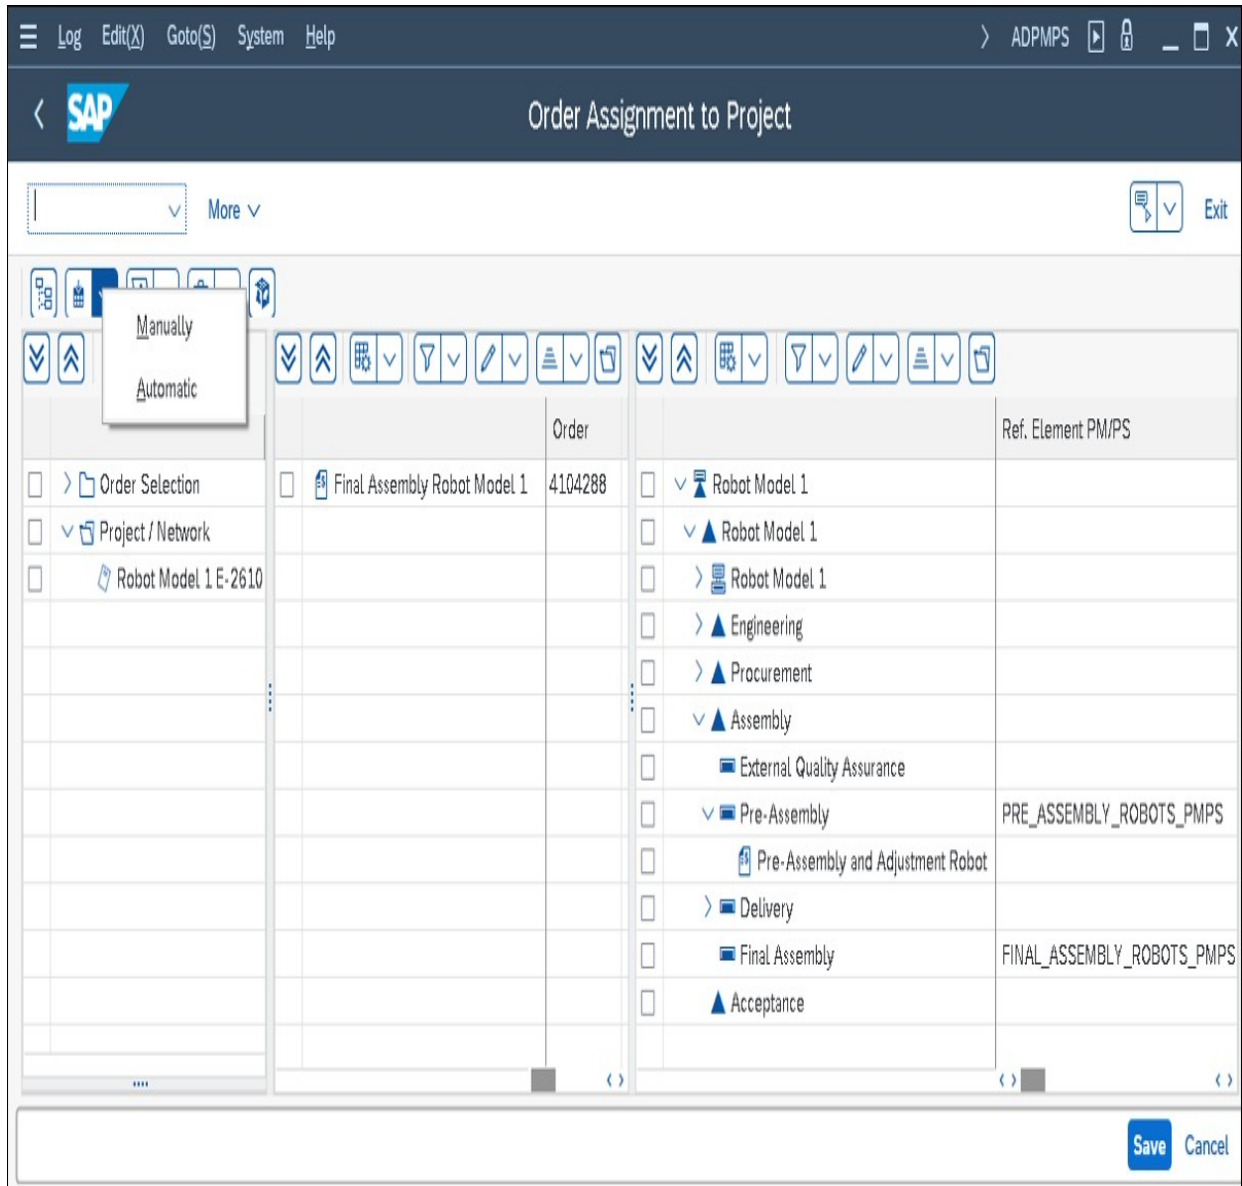 Log Edit(X) Goto(S) System Help ADPMPS
SAP Order Assignment to Project
More Exit
Manually
Automatic
Order Ref. Element PM/PS
Order Selection Final Assembly Robot Model 1 4104288 Robot Model 1
Project / Network Robot Model 1
Robot Model 1 E-2610 Robot Model 1
Engineering
Procurement
Assembly
External Quality Assurance
Pre-Assembly PRE_ASSEMBLY_ROBOTS_PMPS
Pre-Assembly and Adjustment Robot
Delivery
Final Assembly FINAL_ASSEMBLY_ROBOTS_PMPS
Acceptance
Save Cancel